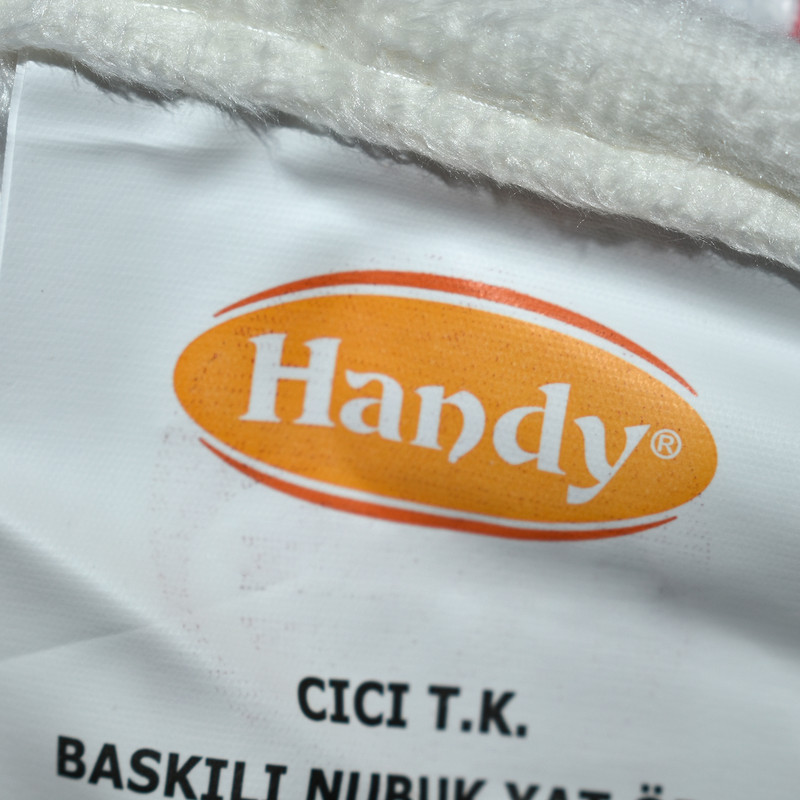 Handy®
CICI T.K.
BASKILI NUBUK YAT